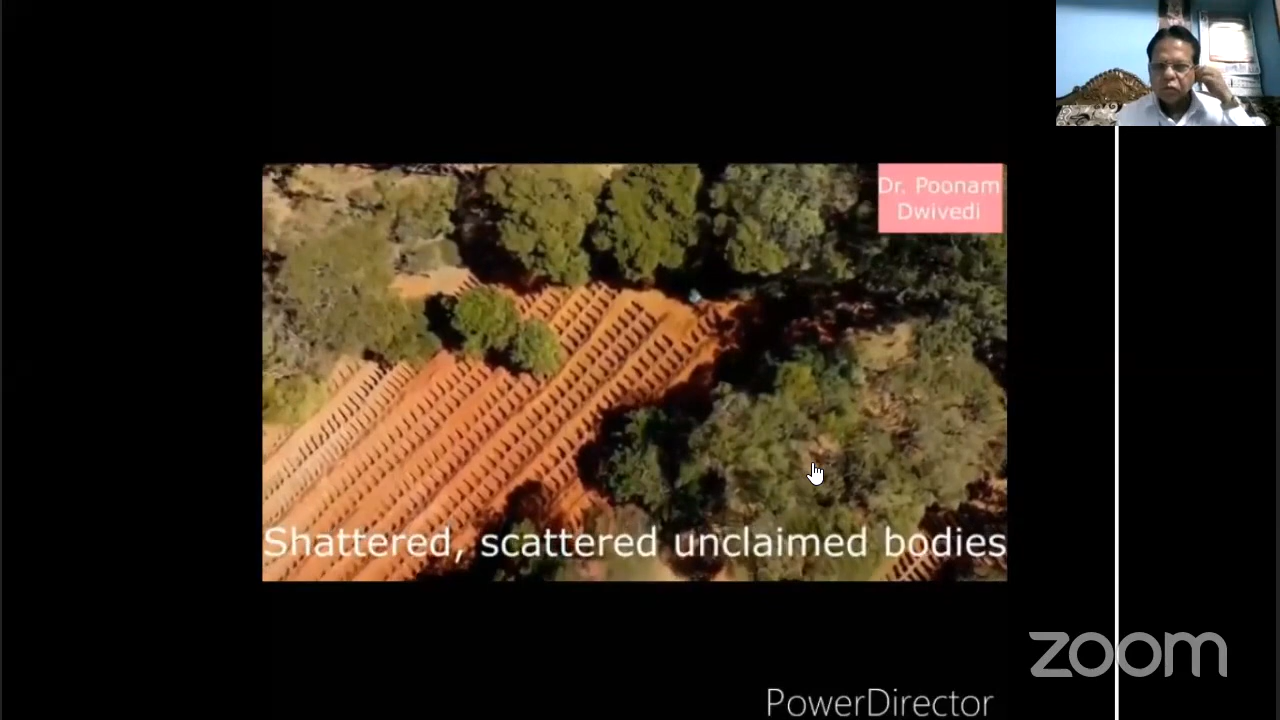 Dr. Poonam
Dwivedi
Shattered, scattered unclaimed bodies
zoom
PowerDirector